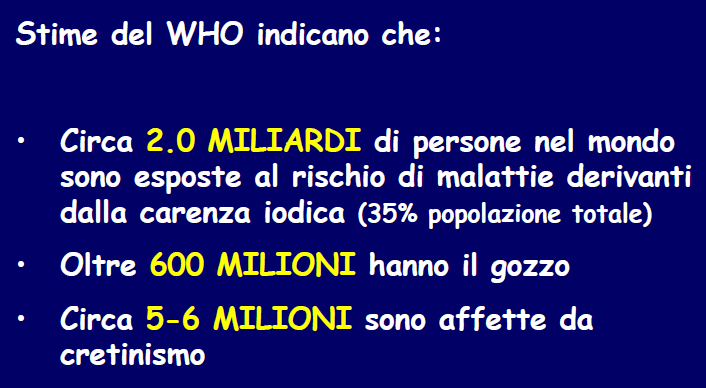 Stime del WHO indicano che:
• Circa 2.0 MILIARDI di persone nel mondo
sono esposte al rischio di malattie derivanti
dalla carenza iodica (35% popolazione totale)
• Oltre 600 MILIONI hanno il gozzo
• Circa 5-6 MILIONI sono affette da
cretinismo